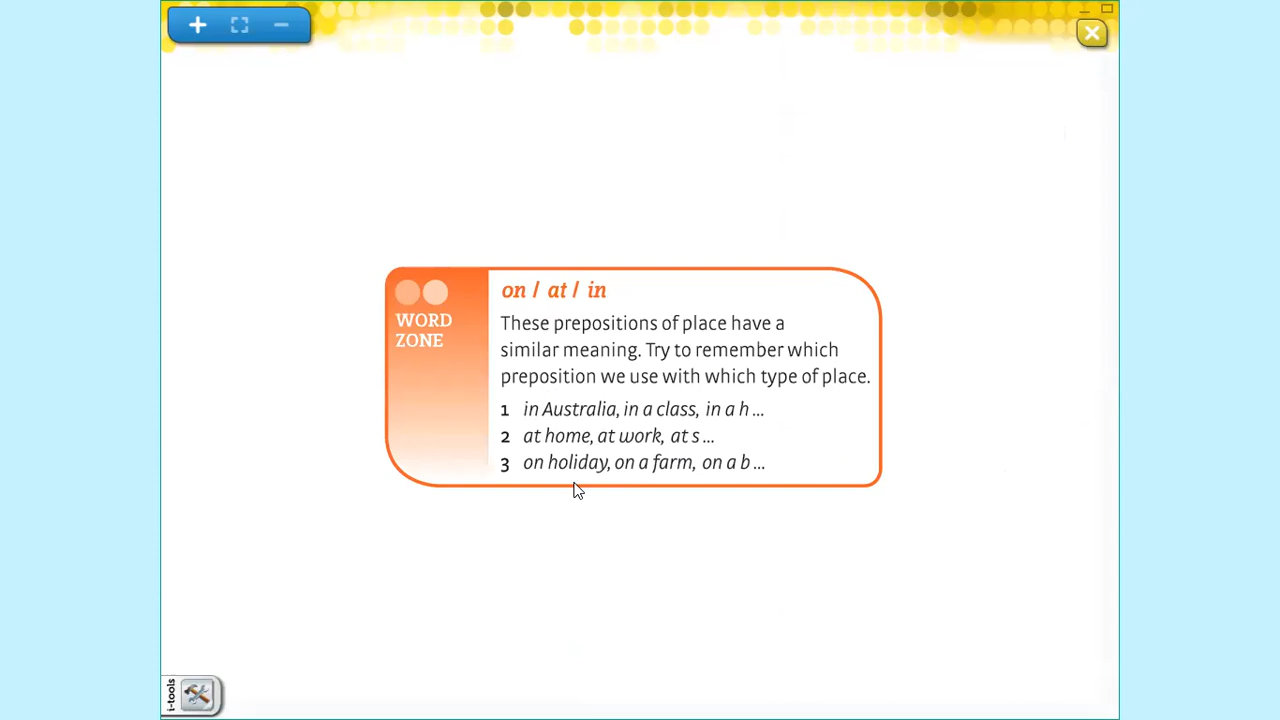 on / at / in
WORD
ZONE
These prepositions of place have a
similar meaning. Try to remember which
preposition we use with which type of place.
1 in Australia, in a class, in a h ...
2 at home, at work, at s ...
3 on holiday, on a farm, on a b ...
i-tools